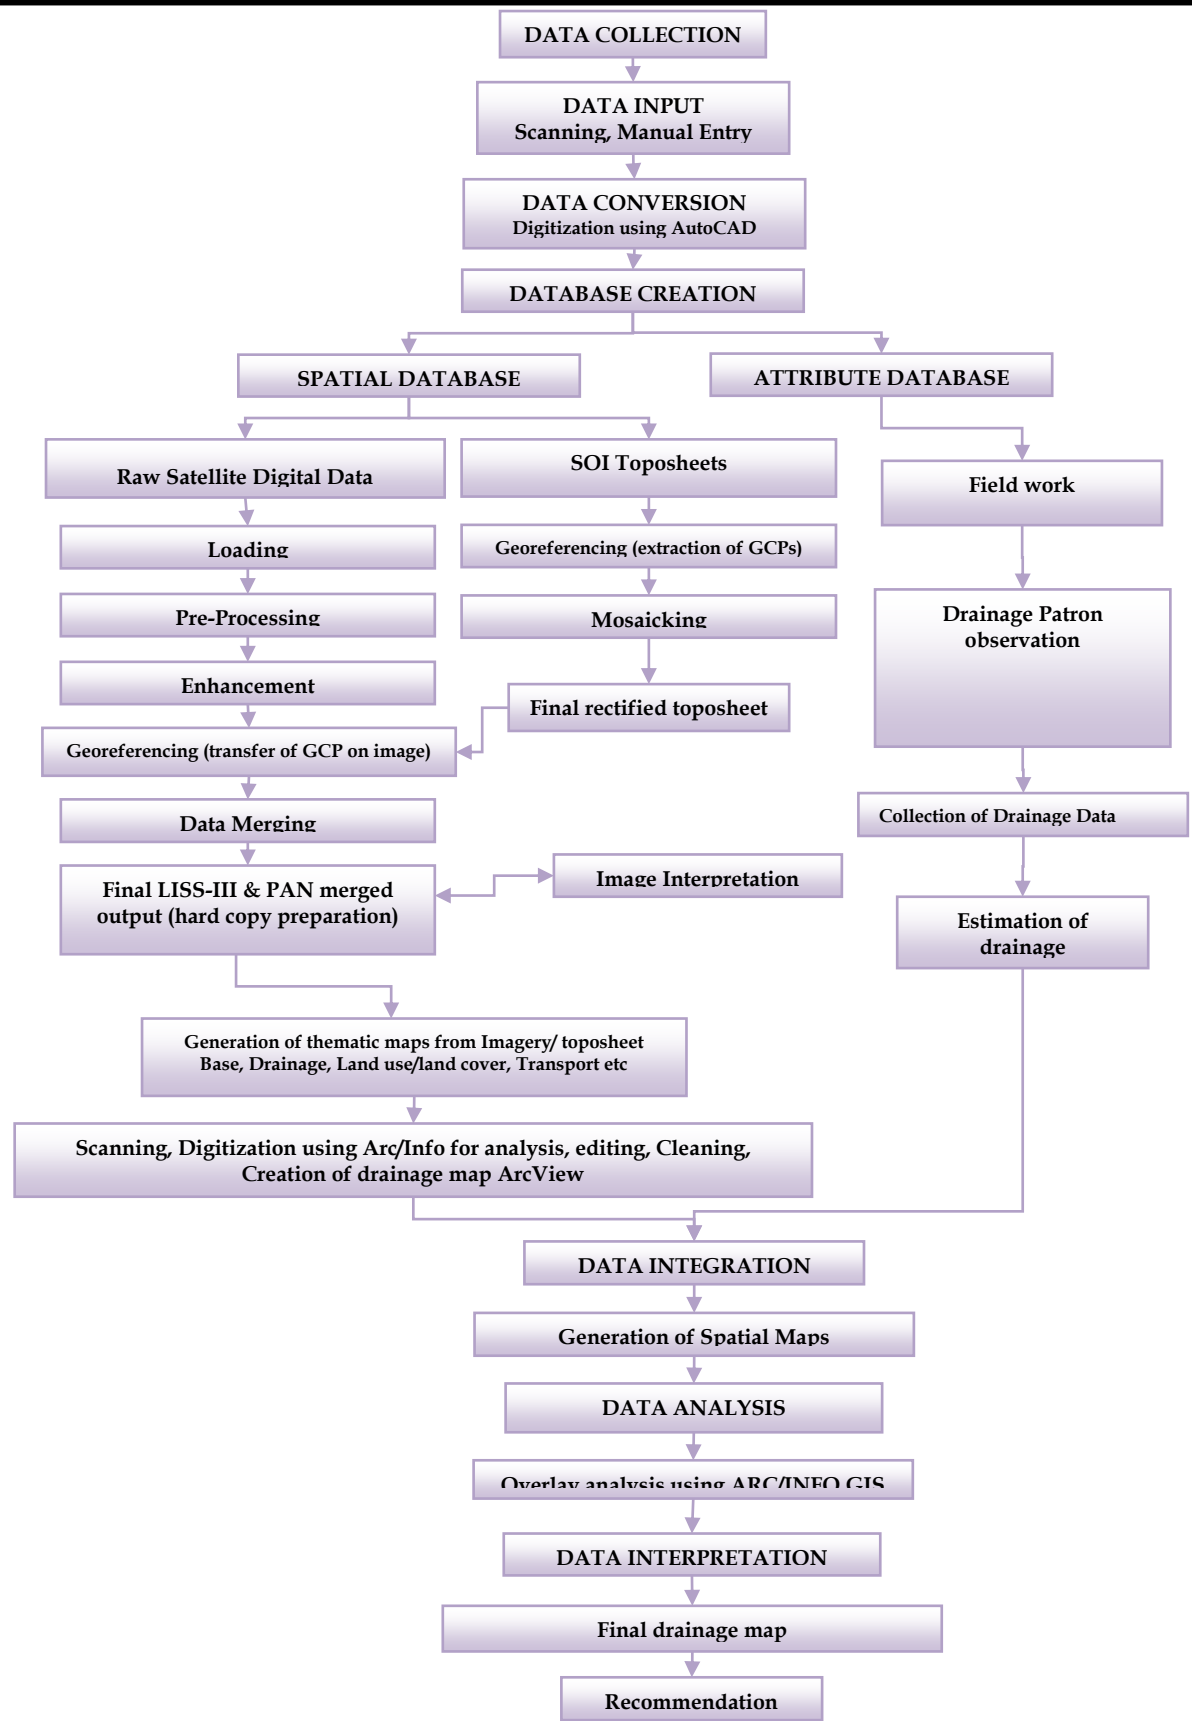 DATA COLLECTION
DATA INPUT
Scanning, Manual Entry
DATA CONVERSION
Digitization using AutoCAD
DATABASE CREATION
SPATIAL DATABASE
ATTRIBUTE DATABASE
Raw Satellite Digital Data
SOI Toposheets
Field work
Loading
Georeferencing (extraction of GCPs)
Pre-Processing
Mosaicking
Drainage Patron
observation
Enhancement
Final rectified toposheet
Georeferencing (transfer of GCP on image)
Data Merging
Collection of Drainage Data
Final LISS-III & PAN merged
output (hard copy preparation)
Image Interpretation
Estimation of
drainage
Generation of thematic maps from Imagery/ toposheet
Base, Drainage, Land use/land cover, Transport etc
Scanning, Digitization using Arc/Info for analysis, editing, Cleaning,
Creation of drainage map ArcView
DATA INTEGRATION
Generation of Spatial Maps
DATA ANALYSIS
Overlay analysis using ARC/INFO GIS
DATA INTERPRETATION
Final drainage map
Recommendation